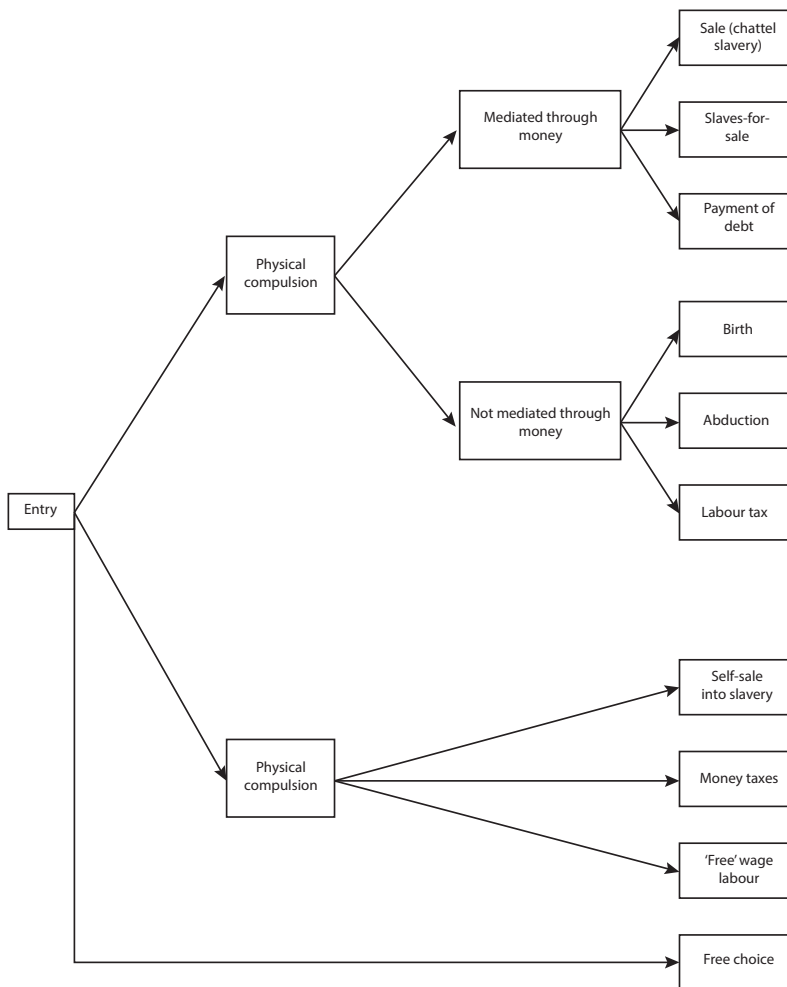 Sale (chattel
slavery)
Mediated through
money
Slaves-for-
sale
Payment of
debt
Physical
compulsion
Birth
Not mediated through
money
Abduction
Entry
Labour tax
Self-sale
into slavery
Physical
compulsion
Money taxes
‘Free’ wage
labour
Free choice